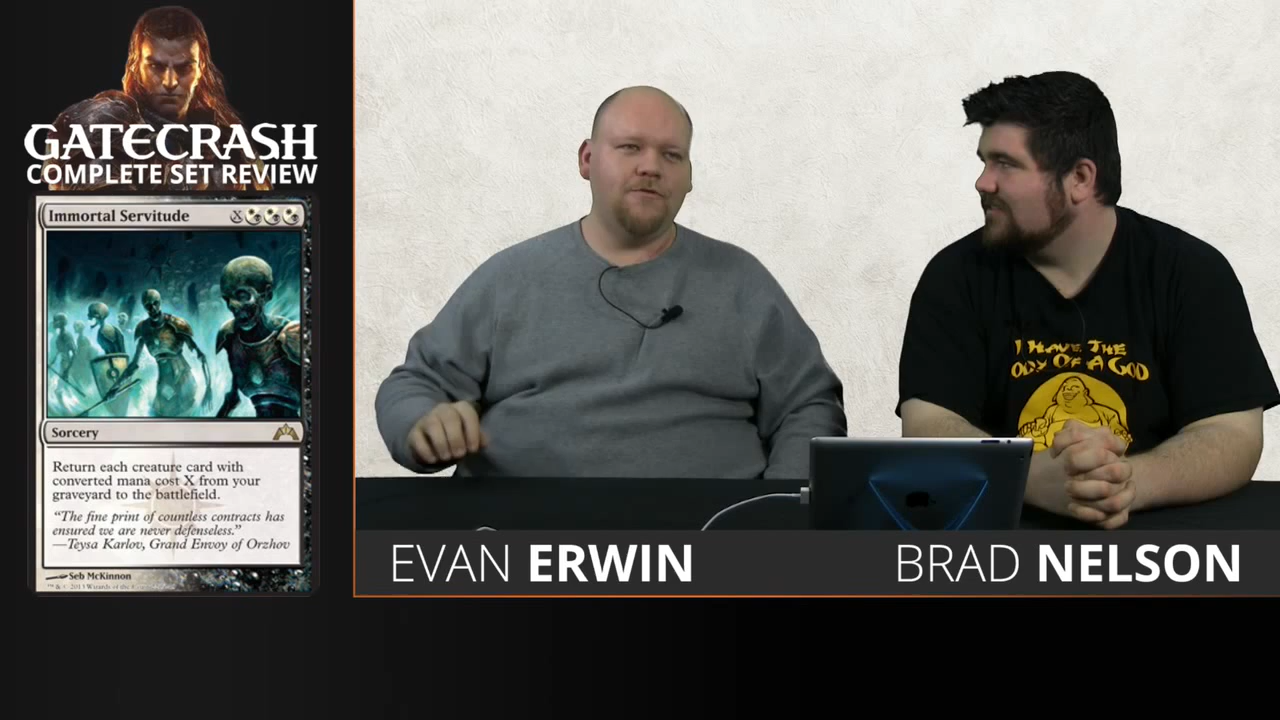 GATECRASH
COMPLETE SET REVIEW
Immortal Servitude X
Sorcery
Return each creature card with
converted mana cost X from your
graveyard to the battlefield.
“The fine print of countless contracts has
ensured we are never defenseless.”
—Teysa Karlov, Grand Envoy of Orzhov
Seb McKinnon
I HAVE THE
ODY OF A GOD
EVAN ERWIN
BRAD NELSON